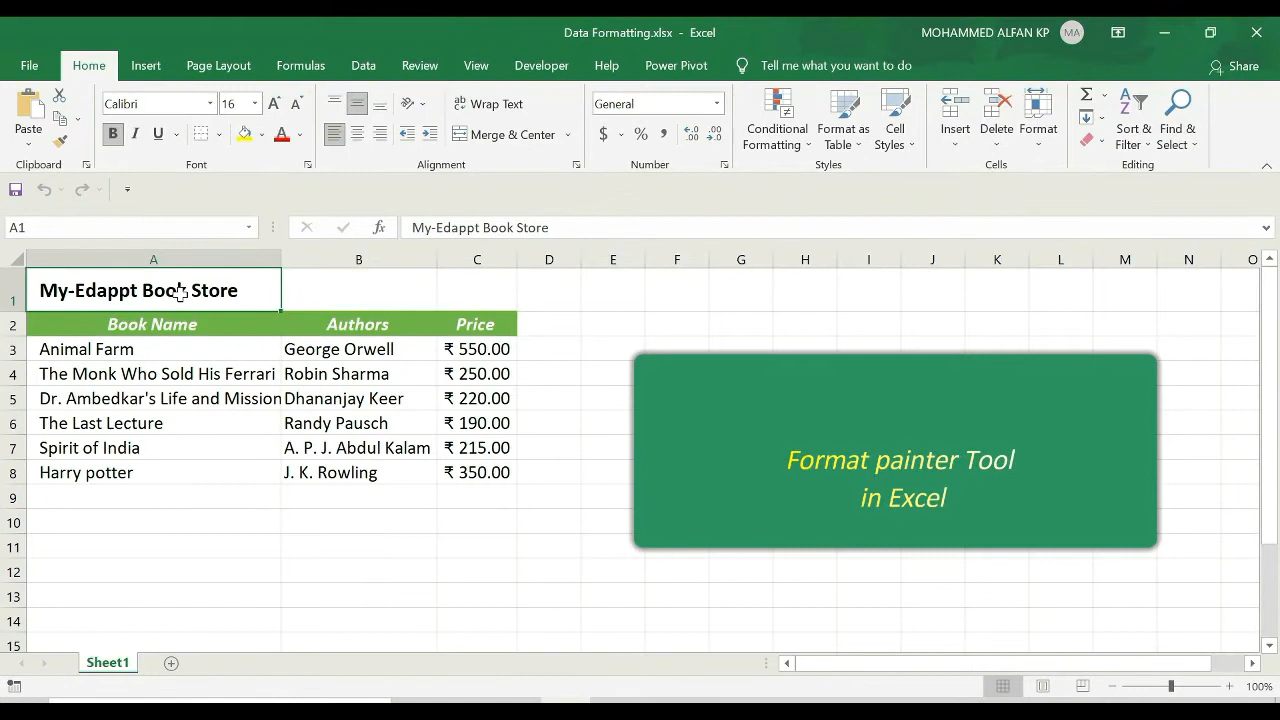 Data Formatting.xlsx - Excel
MOHAMMED ALFAN KP
MA
File Home Insert Page Layout Formulas Data Review View Developer Help Power Pivot Tell me what you want to do Share
Paste
Calibri 16 A A
Wrap Text
General
B I U A
Merge & Center
$ % , .00 .0
Conditional Formatting
Format as Table
Cell Styles
Insert
Delete
Format
Sort & Filter
Find & Select
Clipboard Font Alignment Number Styles Cells Editing
A1 fx My-Edappt Book Store
A B C D E F G H I J K L M N O
1 My-Edappt Book Store
2 Book Name Authors Price
3 Animal Farm George Orwell ₹ 550.00
4 The Monk Who Sold His Ferrari Robin Sharma ₹ 250.00
5 Dr. Ambedkar's Life and Mission Dhananjay Keer ₹ 220.00
6 The Last Lecture Randy Pausch ₹ 190.00
7 Spirit of India A. P. J. Abdul Kalam ₹ 215.00
8 Harry potter J. K. Rowling ₹ 350.00
9
10
11
12
13
14
15
Format painter Tool
in Excel
Sheet1
100%